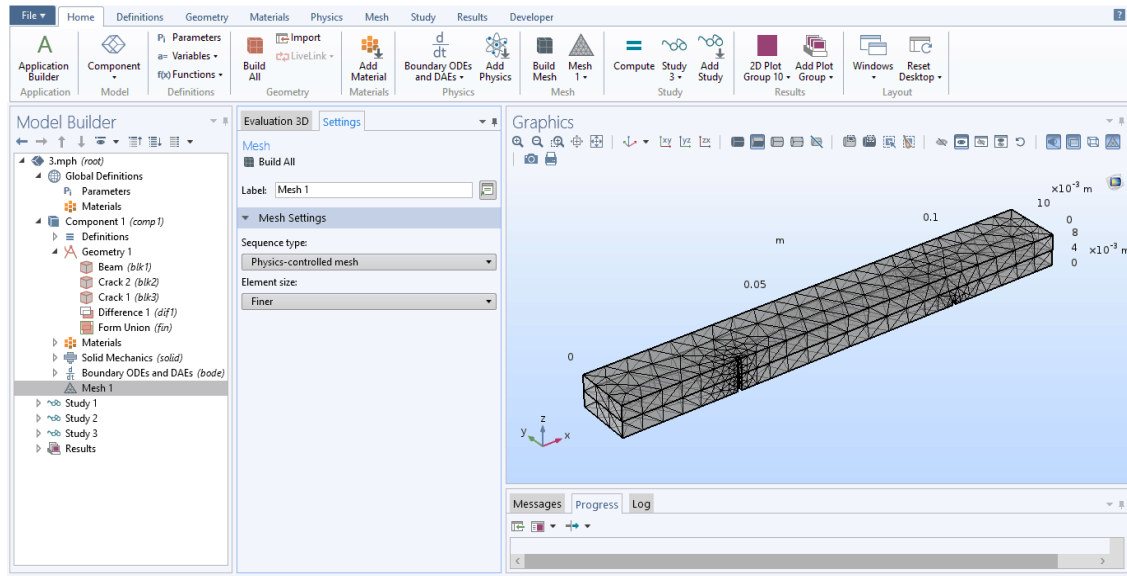 File ▾ Home Definitions Geometry Materials Physics Mesh Study Results Developer ?
Pi Parameters
a= Variables ▾
f(x) Functions ▾
Import
LiveLink ▾
Application Builder
Component ▾
Build All
Add Material
d/dt
Boundary ODEs and DAEs ▾
Add Physics
Build Mesh
Mesh 1 ▾
Compute
Study 3 ▾
Add Study
2D Plot Group 10 ▾
Add Plot Group ▾
Windows ▾
Reset Desktop ▾
Application Model Definitions Geometry Materials Physics Mesh Study Results Layout
Model Builder
3.mph (root)
Global Definitions
Pi Parameters
Materials
Component 1 (comp1)
Definitions
Geometry 1
Beam (blk1)
Crack 2 (blk2)
Crack 1 (blk3)
Difference 1 (dif1)
Form Union (fin)
Materials
Solid Mechanics (solid)
d/dt Boundary ODEs and DAEs (bode)
Mesh 1
Study 1
Study 2
Study 3
Results
Evaluation 3D Settings
Mesh
Build All
Label: Mesh 1
Mesh Settings
Sequence type:
Physics-controlled mesh
Element size:
Finer
Graphics
xy yz zx
×10⁻³ m
10
0.1
0
8
m
4 ×10⁻³ m
0
0.05
0
z
y x
Messages Progress Log